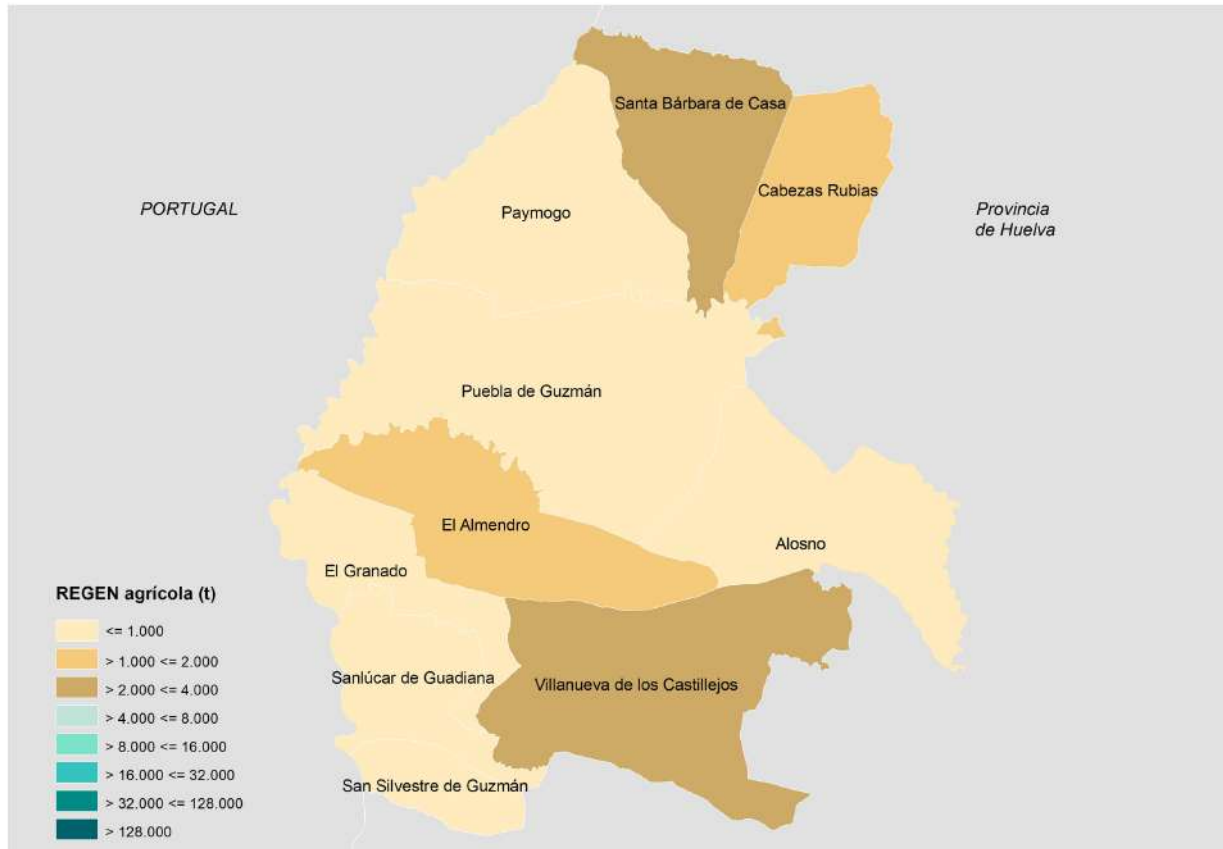 Santa Bárbara de Casa
Cabezas Rubias
PORTUGAL
Paymogo
Provincia
de Huelva
Puebla de Guzmán
El Almendro
Alosno
El Granado
REGEN agrícola (t)
<= 1.000
> 1.000 <= 2.000
> 2.000 <= 4.000
> 4.000 <= 8.000
> 8.000 <= 16.000
> 16.000 <= 32.000
> 32.000 <= 128.000
> 128.000
Sanlúcar de Guadiana
Villanueva de los Castillejos
San Silvestre de Guzmán